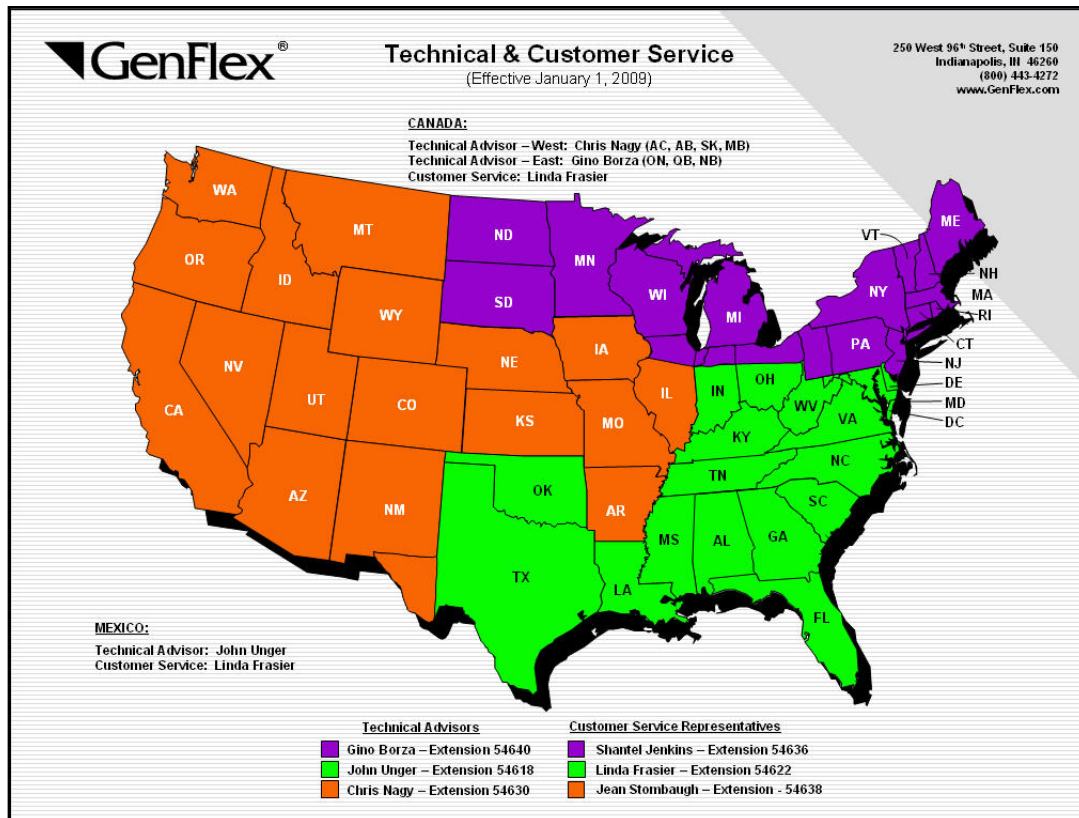 GenFlex®
Technical & Customer Service
(Effective January 1, 2009)
250 West 96th Street, Suite 150
Indianapolis, IN 46260
(800) 443-4272
www.GenFlex.com
CANADA:
Technical Advisor – West: Chris Nagy (AC, AB, SK, MB)
Technical Advisor – East: Gino Borza (ON, QB, NB)
Customer Service: Linda Frasier
WA
MT
ND
MN
VT
ME
OR
ID
SD
WI
NY
NH
MA
WY
MI
RI
NV
NE
IA
PA
CT
NJ
CA
UT
CO
IL
IN
OH
DE
WV
MD
KS
MO
VA
DC
KY
AZ
NM
OK
TN
NC
AR
SC
MS
AL
GA
TX
LA
FL
MEXICO:
Technical Advisor: John Unger
Customer Service: Linda Frasier
Technical Advisors
Gino Borza – Extension 54640
John Unger – Extension 54618
Chris Nagy – Extension 54630
Customer Service Representatives
Shantel Jenkins – Extension 54636
Linda Frasier – Extension 54622
Jean Stombaugh – Extension - 54638